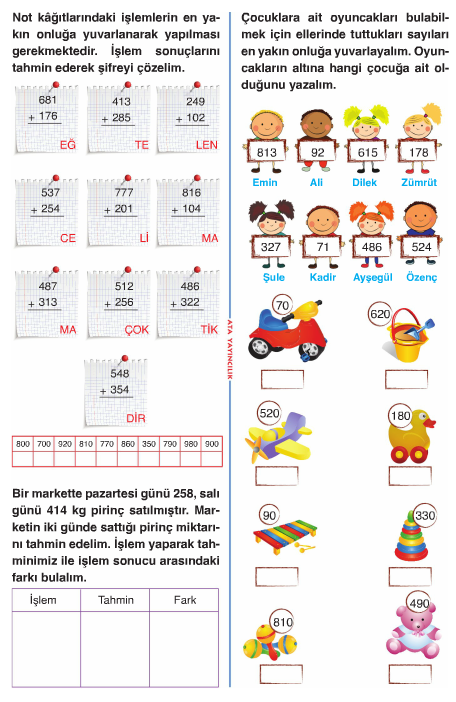 Not kâğıtlarındaki işlemlerin en ya-
kın onluğa yuvarlanarak yapılması
gerekmektedir. İşlem sonuçlarını
tahmin ederek şifreyi çözelim.
681
+ 176
EĞ
413
+ 285
TE
249
+ 102
LEN
537
+ 254
CE
777
+ 201
Lİ
816
+ 104
MA
487
+ 313
MA
512
+ 256
ÇOK
486
+ 322
TİK
548
+ 354
DİR
800 700 920 810 770 860 350 790 980 900
Bir markette pazartesi günü 258, salı
günü 414 kg pirinç satılmıştır. Mar-
ketin iki günde sattığı pirinç miktarı-
nı tahmin edelim. İşlem yaparak tah-
minimiz ile işlem sonucu arasındaki
farkı bulalım.
İşlem Tahmin Fark
ATA YAYINCILIK
Çocuklara ait oyuncakları bulabil-
mek için ellerinde tuttukları sayıları
en yakın onluğa yuvarlayalım. Oyun-
cakların altına hangi çocuğa ait ol-
duğunu yazalım.
813 92 615 178
Emin Ali Dilek Zümrüt
327 71 486 524
Şule Kadir Ayşegül Özenç
70
620
520
180
90
330
810
490